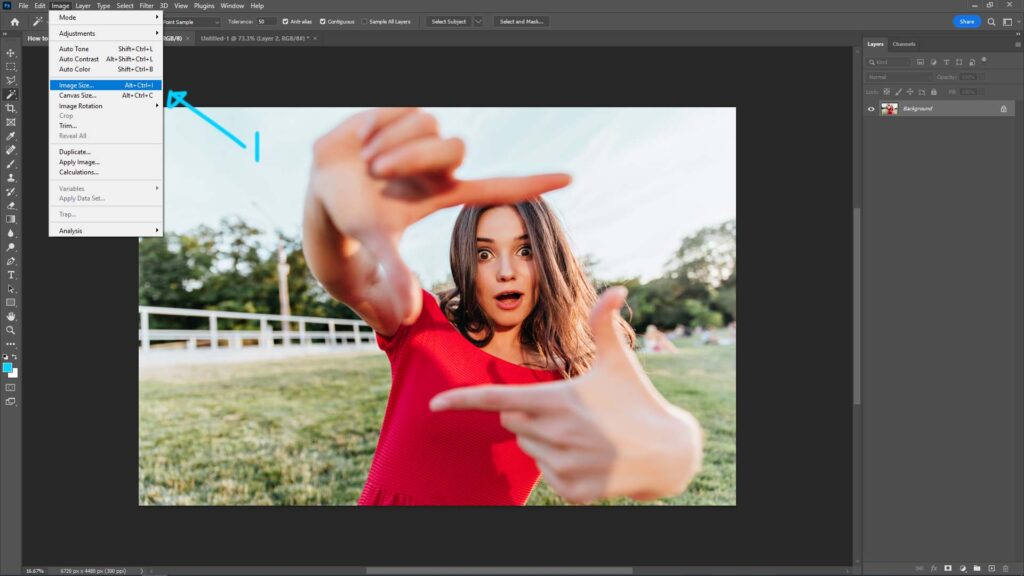 Ps File Edit Image Layer Type Select Filter 3D View Plugins Window Help
Point Sample Tolerance: 50 Anti-alias Contiguous Sample All Layers Select Subject Select and Mask... Share
How to RGB/8) × Untitled-1 @ 73.3% (Layer 2, RGB/8#) * ×
Mode
Adjustments
Auto Tone Shift+Ctrl+L
Auto Contrast Alt+Shift+Ctrl+L
Auto Color Shift+Ctrl+B
Image Size... Alt+Ctrl+I
Canvas Size... Alt+Ctrl+C
Image Rotation
Crop
Trim...
Reveal All
Duplicate...
Apply Image...
Calculations...
Variables
Apply Data Set...
Trap...
Analysis
1
Layers Channels
Kind
Normal Opacity: 100%
Lock: Fill: 100%
Background
16.67% 6720 px x 4480 px (300 ppi)